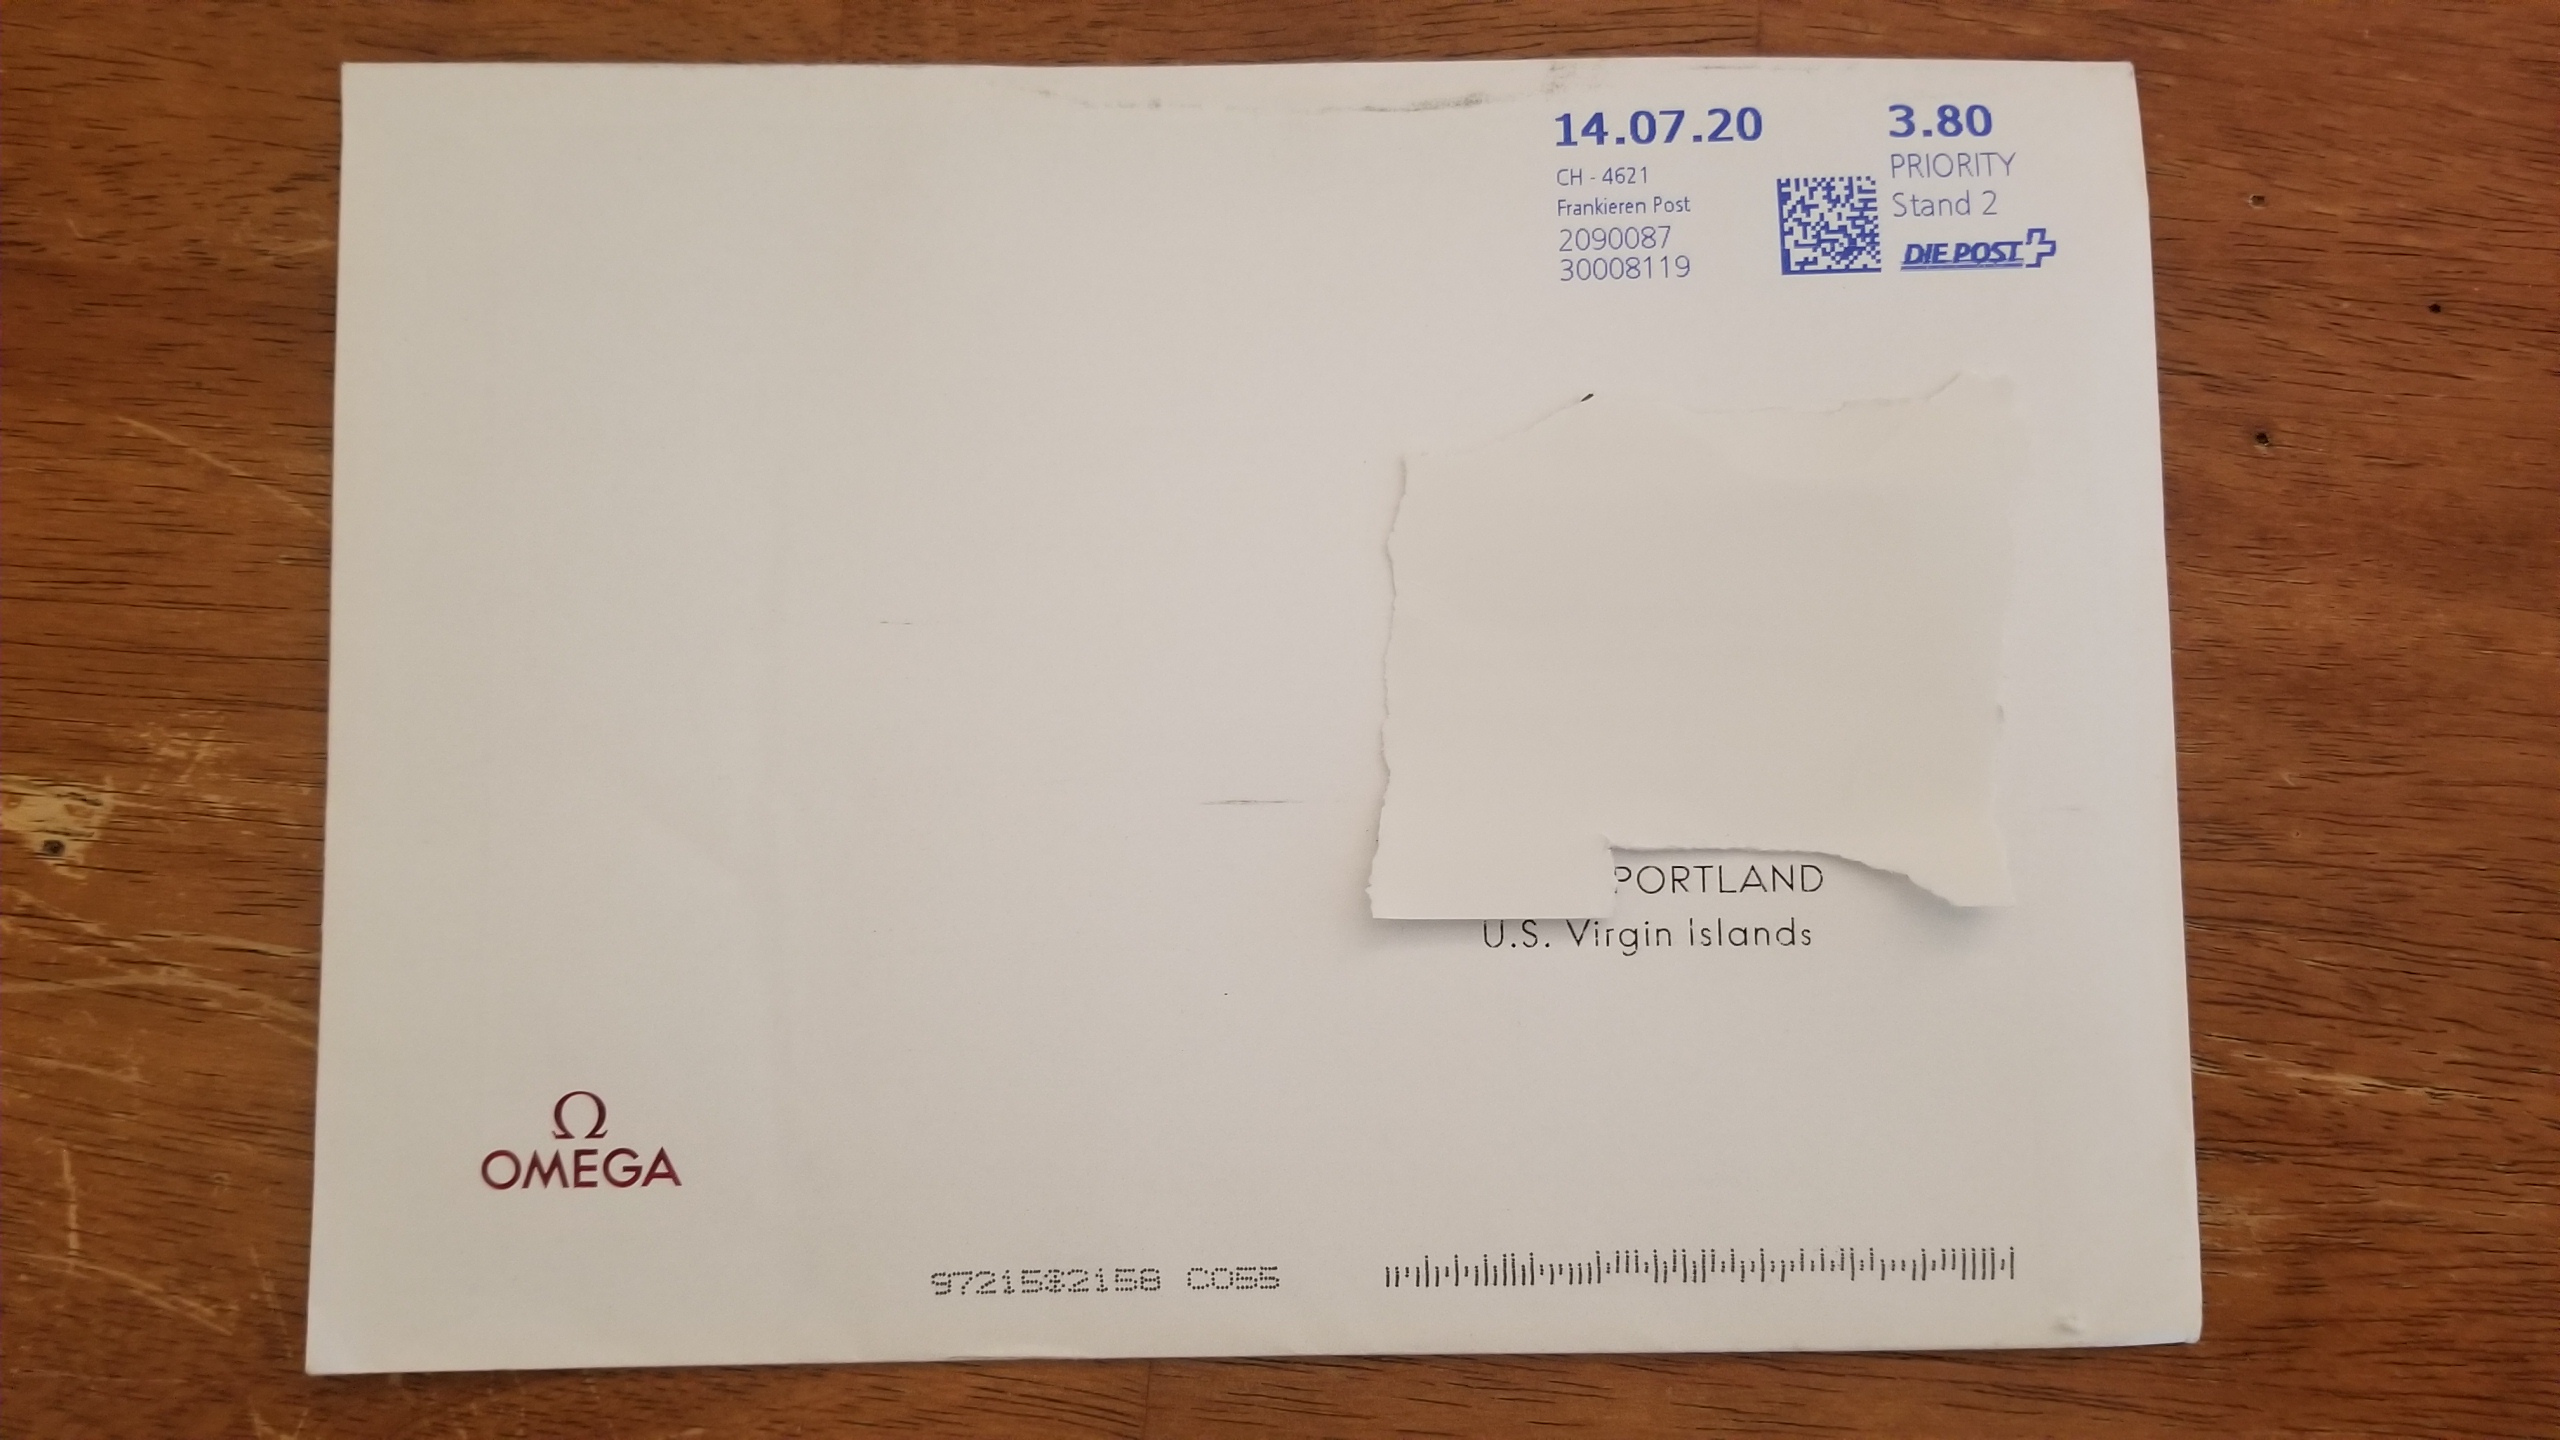 14.07.20
CH - 4621
Frankieren Post
2090087
30008119
3.80
PRIORITY
Stand 2
DIE POST
PORTLAND
U.S. Virgin islands
Ω
OMEGA
C055